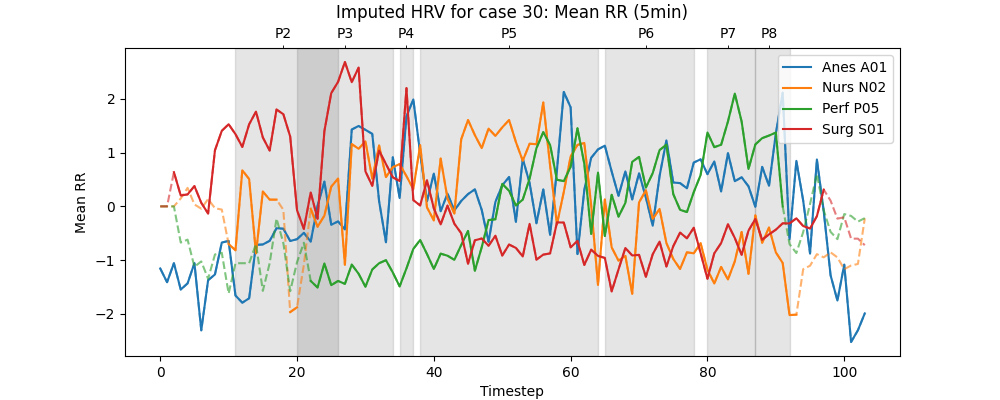 Imputed HRV for case 30: Mean RR (5min)
P2 P3 P4 P5 P6 P7 P8
Anes A01
Nurs N02
Perf P05
Surg S01
Mean RR
2
1
0
−1
−2
0 20 40 60 80 100
Timestep